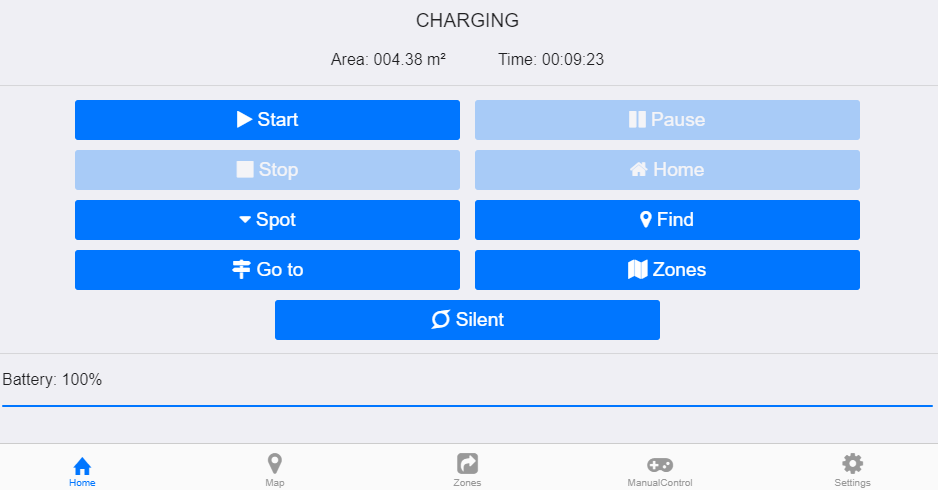 CHARGING
Area: 004.38 m² Time: 00:09:23
Start Pause
Stop Home
Spot Find
Go to Zones
Silent
Battery: 100%
Home Map Zones ManualControl Settings